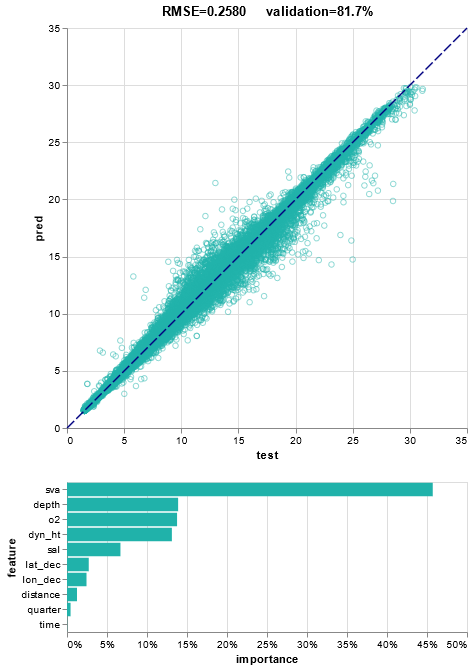 RMSE=0.2580 validation=81.7%
35
30
25
20
15
10
5
0
pred
0 5 10 15 20 25 30 35
test
feature
sva
depth
o2
dyn_ht
sal
lat_dec
lon_dec
distance
quarter
time
0% 5% 10% 15% 20% 25% 30% 35% 40% 45% 50%
importance